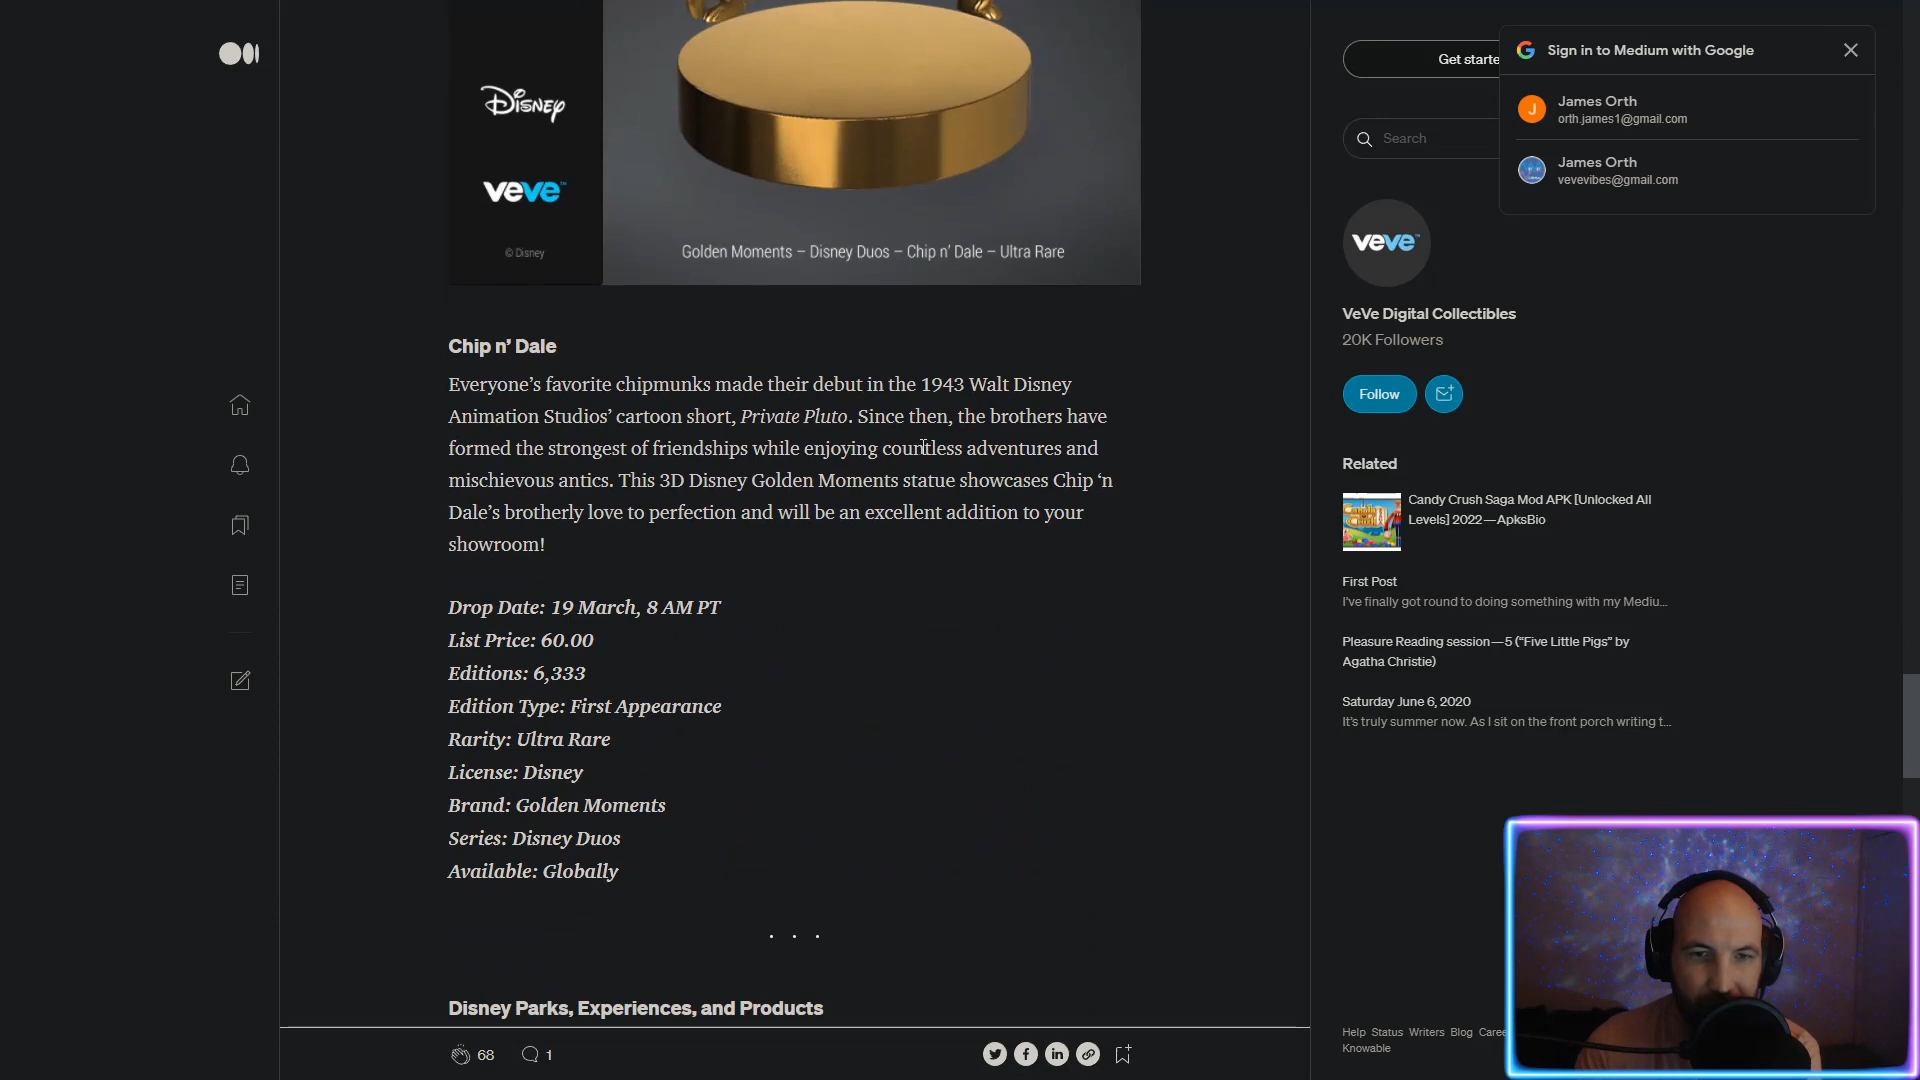 Disney
veve™
© Disney
Golden Moments – Disney Duos – Chip n' Dale – Ultra Rare
Chip n’ Dale
Everyone’s favorite chipmunks made their debut in the 1943 Walt Disney
Animation Studios’ cartoon short, Private Pluto. Since then, the brothers have
formed the strongest of friendships while enjoying countless adventures and
mischievous antics. This 3D Disney Golden Moments statue showcases Chip ‘n
Dale’s brotherly love to perfection and will be an excellent addition to your
showroom!
Drop Date: 19 March, 8 AM PT
List Price: 60.00
Editions: 6,333
Edition Type: First Appearance
Rarity: Ultra Rare
License: Disney
Brand: Golden Moments
Series: Disney Duos
Available: Globally
. . .
Disney Parks, Experiences, and Products
68
1
Get starte
Search
Sign in to Medium with Google
J
James Orth
orth.james1@gmail.com
James Orth
vevevibes@gmail.com
veve™
VeVe Digital Collectibles
20K Followers
Follow
Related
Candy Crush Saga Mod APK [Unlocked All
Levels] 2022—ApksBio
First Post
I’ve finally got round to doing something with my Mediu...
Pleasure Reading session—5 (“Five Little Pigs” by
Agatha Christie)
Saturday June 6, 2020
It’s truly summer now. As I sit on the front porch writing t...
Help Status Writers Blog Caree
Knowable